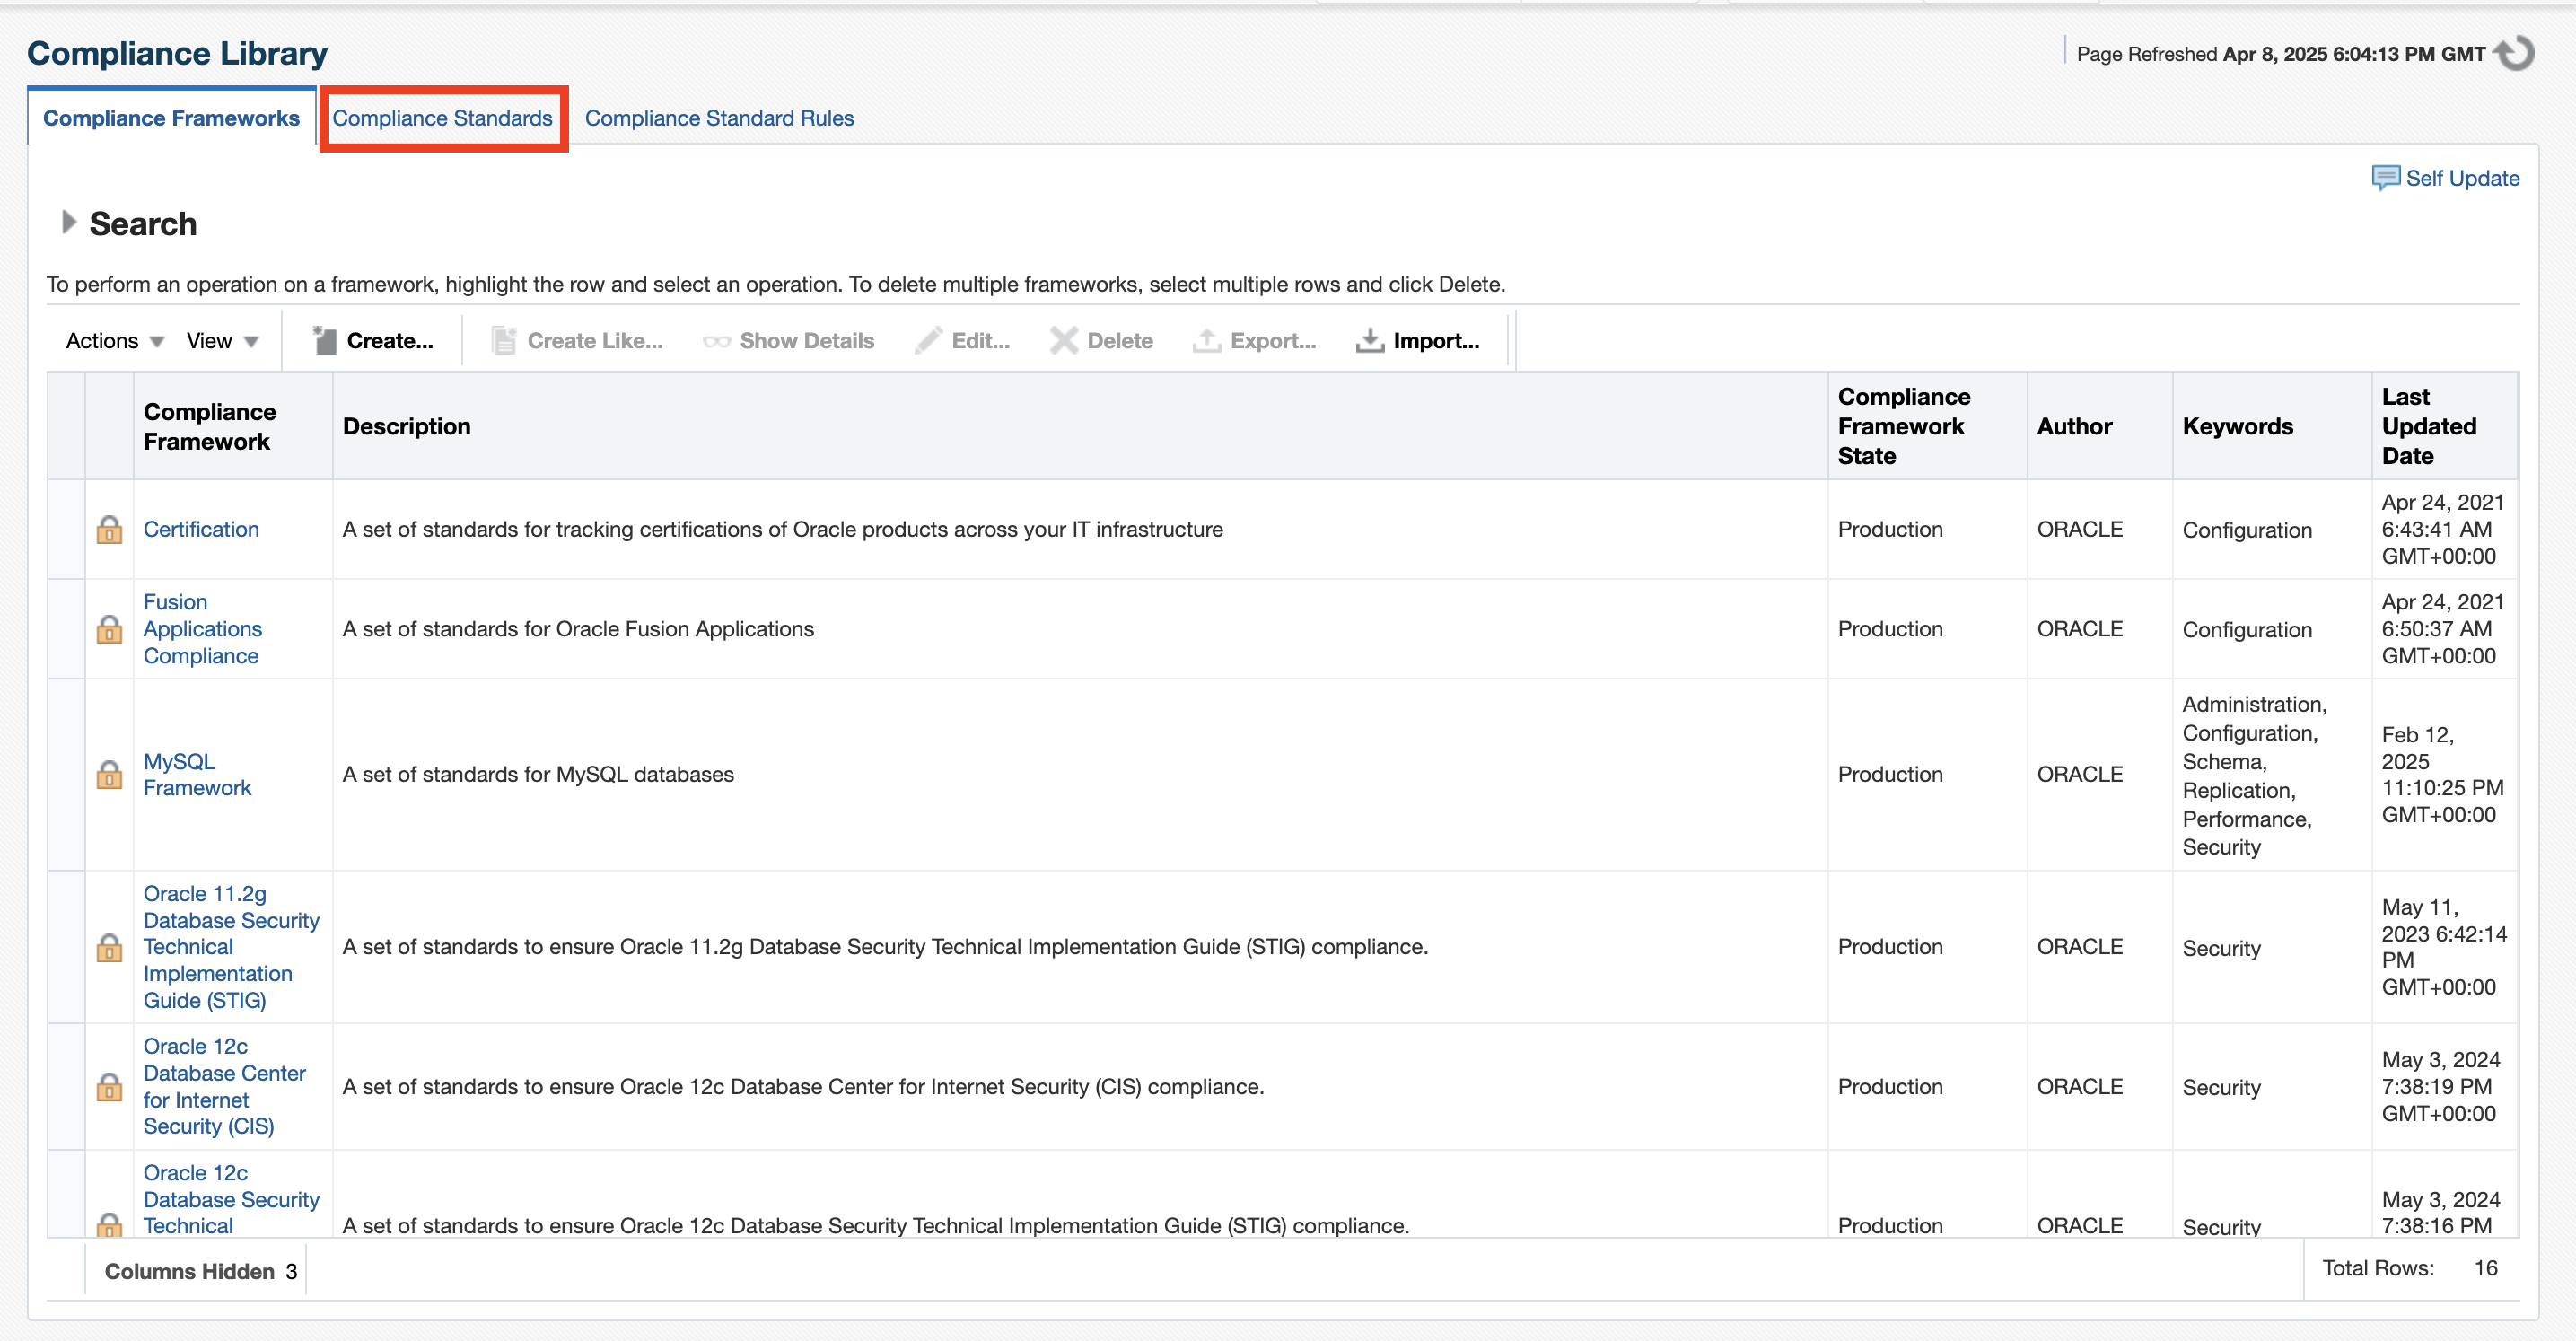 Compliance Library
Page Refreshed Apr 8, 2025 6:04:13 PM GMT
Compliance Frameworks
Compliance Standards
Compliance Standard Rules
Self Update
Search
To perform an operation on a framework, highlight the row and select an operation. To delete multiple frameworks, select multiple rows and click Delete.
Actions
View
Create...
Create Like...
Show Details
Edit...
Delete
Export...
Import...
Compliance
Framework
Description
Compliance
Framework
State
Author
Keywords
Last
Updated
Date
Certification
A set of standards for tracking certifications of Oracle products across your IT infrastructure
Production
ORACLE
Configuration
Apr 24, 2021
6:43:41 AM
GMT+00:00
Fusion
Applications
Compliance
A set of standards for Oracle Fusion Applications
Production
ORACLE
Configuration
Apr 24, 2021
6:50:37 AM
GMT+00:00
MySQL
Framework
A set of standards for MySQL databases
Production
ORACLE
Administration,
Configuration,
Schema,
Replication,
Performance,
Security
Feb 12,
2025
11:10:25 PM
GMT+00:00
Oracle 11.2g
Database Security
Technical
Implementation
Guide (STIG)
A set of standards to ensure Oracle 11.2g Database Security Technical Implementation Guide (STIG) compliance.
Production
ORACLE
Security
May 11,
2023 6:42:14
PM
GMT+00:00
Oracle 12c
Database Center
for Internet
Security (CIS)
A set of standards to ensure Oracle 12c Database Center for Internet Security (CIS) compliance.
Production
ORACLE
Security
May 3, 2024
7:38:19 PM
GMT+00:00
Oracle 12c
Database Security
Technical
A set of standards to ensure Oracle 12c Database Security Technical Implementation Guide (STIG) compliance.
Production
ORACLE
Security
May 3, 2024
7:38:16 PM
Columns Hidden 3
Total Rows: 16